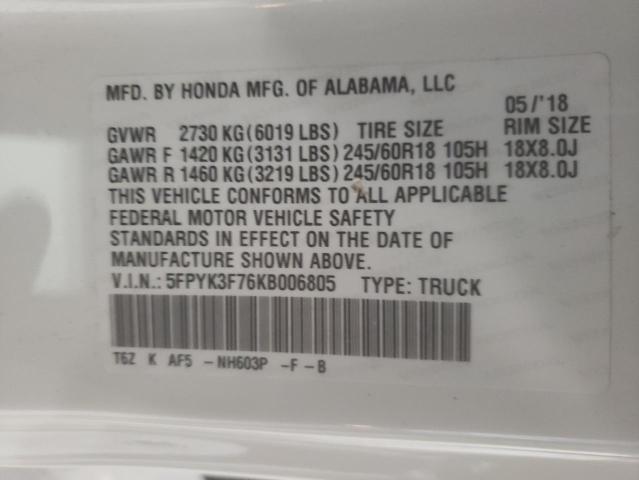 MFD. BY HONDA MFG. OF ALABAMA, LLC
05/'18
GVWR 2730 KG(6019 LBS) TIRE SIZE RIM SIZE
GAWR F 1420 KG(3131 LBS) 245/60R18 105H 18X8.0J
GAWR R 1460 KG(3219 LBS) 245/60R18 105H 18X8.0J
THIS VEHICLE CONFORMS TO ALL APPLICABLE
FEDERAL MOTOR VEHICLE SAFETY
STANDARDS IN EFFECT ON THE DATE OF
MANUFACTURE SHOWN ABOVE.
V.I.N.: 5FPYK3F76KB006805 TYPE: TRUCK
T6Z K AF5 -NH603P -F -B